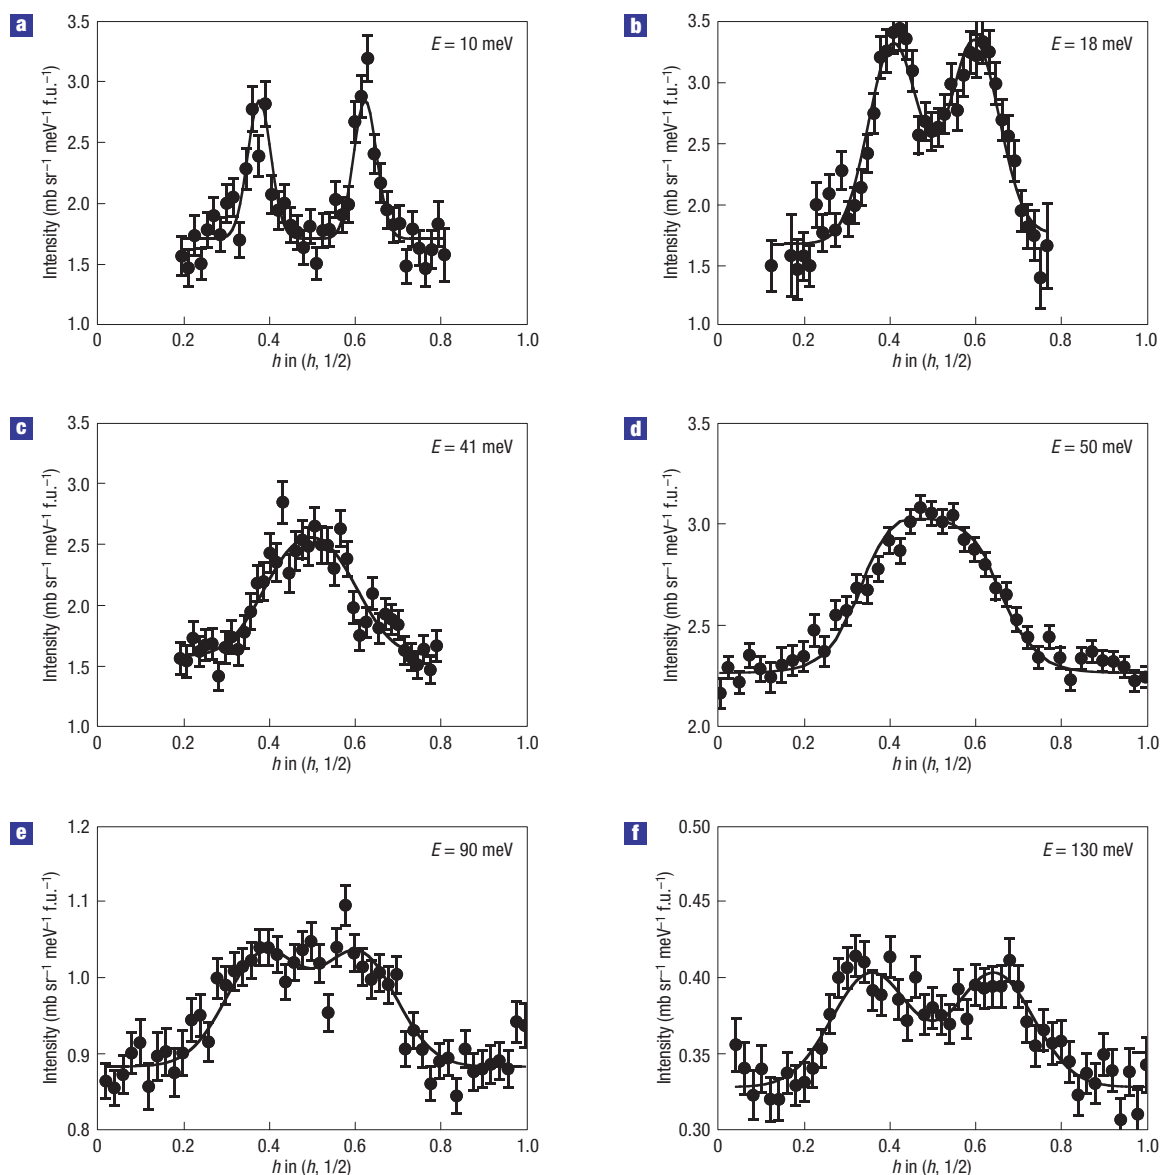 a
E = 10 meV
3.5
3.0
2.5
2.0
1.5
1.0
Intensity (mb sr⁻¹ meV⁻¹ f.u.⁻¹)
0 0.2 0.4 0.6 0.8 1.0
h in (h, 1/2)
b
E = 18 meV
3.5
3.0
2.5
2.0
1.5
1.0
Intensity (mb sr⁻¹ meV⁻¹ f.u.⁻¹)
0 0.2 0.4 0.6 0.8 1.0
h in (h, 1/2)
c
E = 41 meV
3.5
3.0
2.5
2.0
1.5
1.0
Intensity (mb sr⁻¹ meV⁻¹ f.u.⁻¹)
0 0.2 0.4 0.6 0.8 1.0
h in (h, 1/2)
d
E = 50 meV
3.5
3.0
2.5
2.0
Intensity (mb sr⁻¹ meV⁻¹ f.u.⁻¹)
0 0.2 0.4 0.6 0.8 1.0
h in (h, 1/2)
e
E = 90 meV
1.2
1.1
1.0
0.9
0.8
Intensity (mb sr⁻¹ meV⁻¹ f.u.⁻¹)
0 0.2 0.4 0.6 0.8 1.0
h in (h, 1/2)
f
E = 130 meV
0.50
0.45
0.40
0.35
0.30
Intensity (mb sr⁻¹ meV⁻¹ f.u.⁻¹)
0 0.2 0.4 0.6 0.8 1.0
h in (h, 1/2)